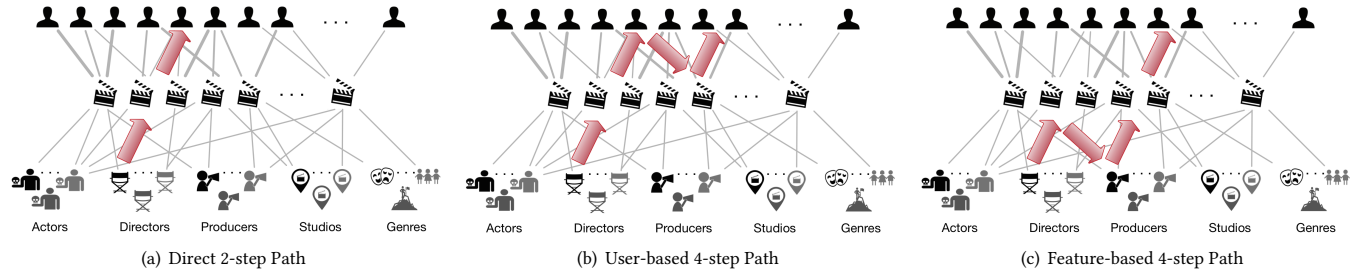 Actors Directors Producers Studios Genres
(a) Direct 2-step Path
Actors Directors Producers Studios Genres
(b) User-based 4-step Path
Actors Directors Producers Studios Genres
(c) Feature-based 4-step Path